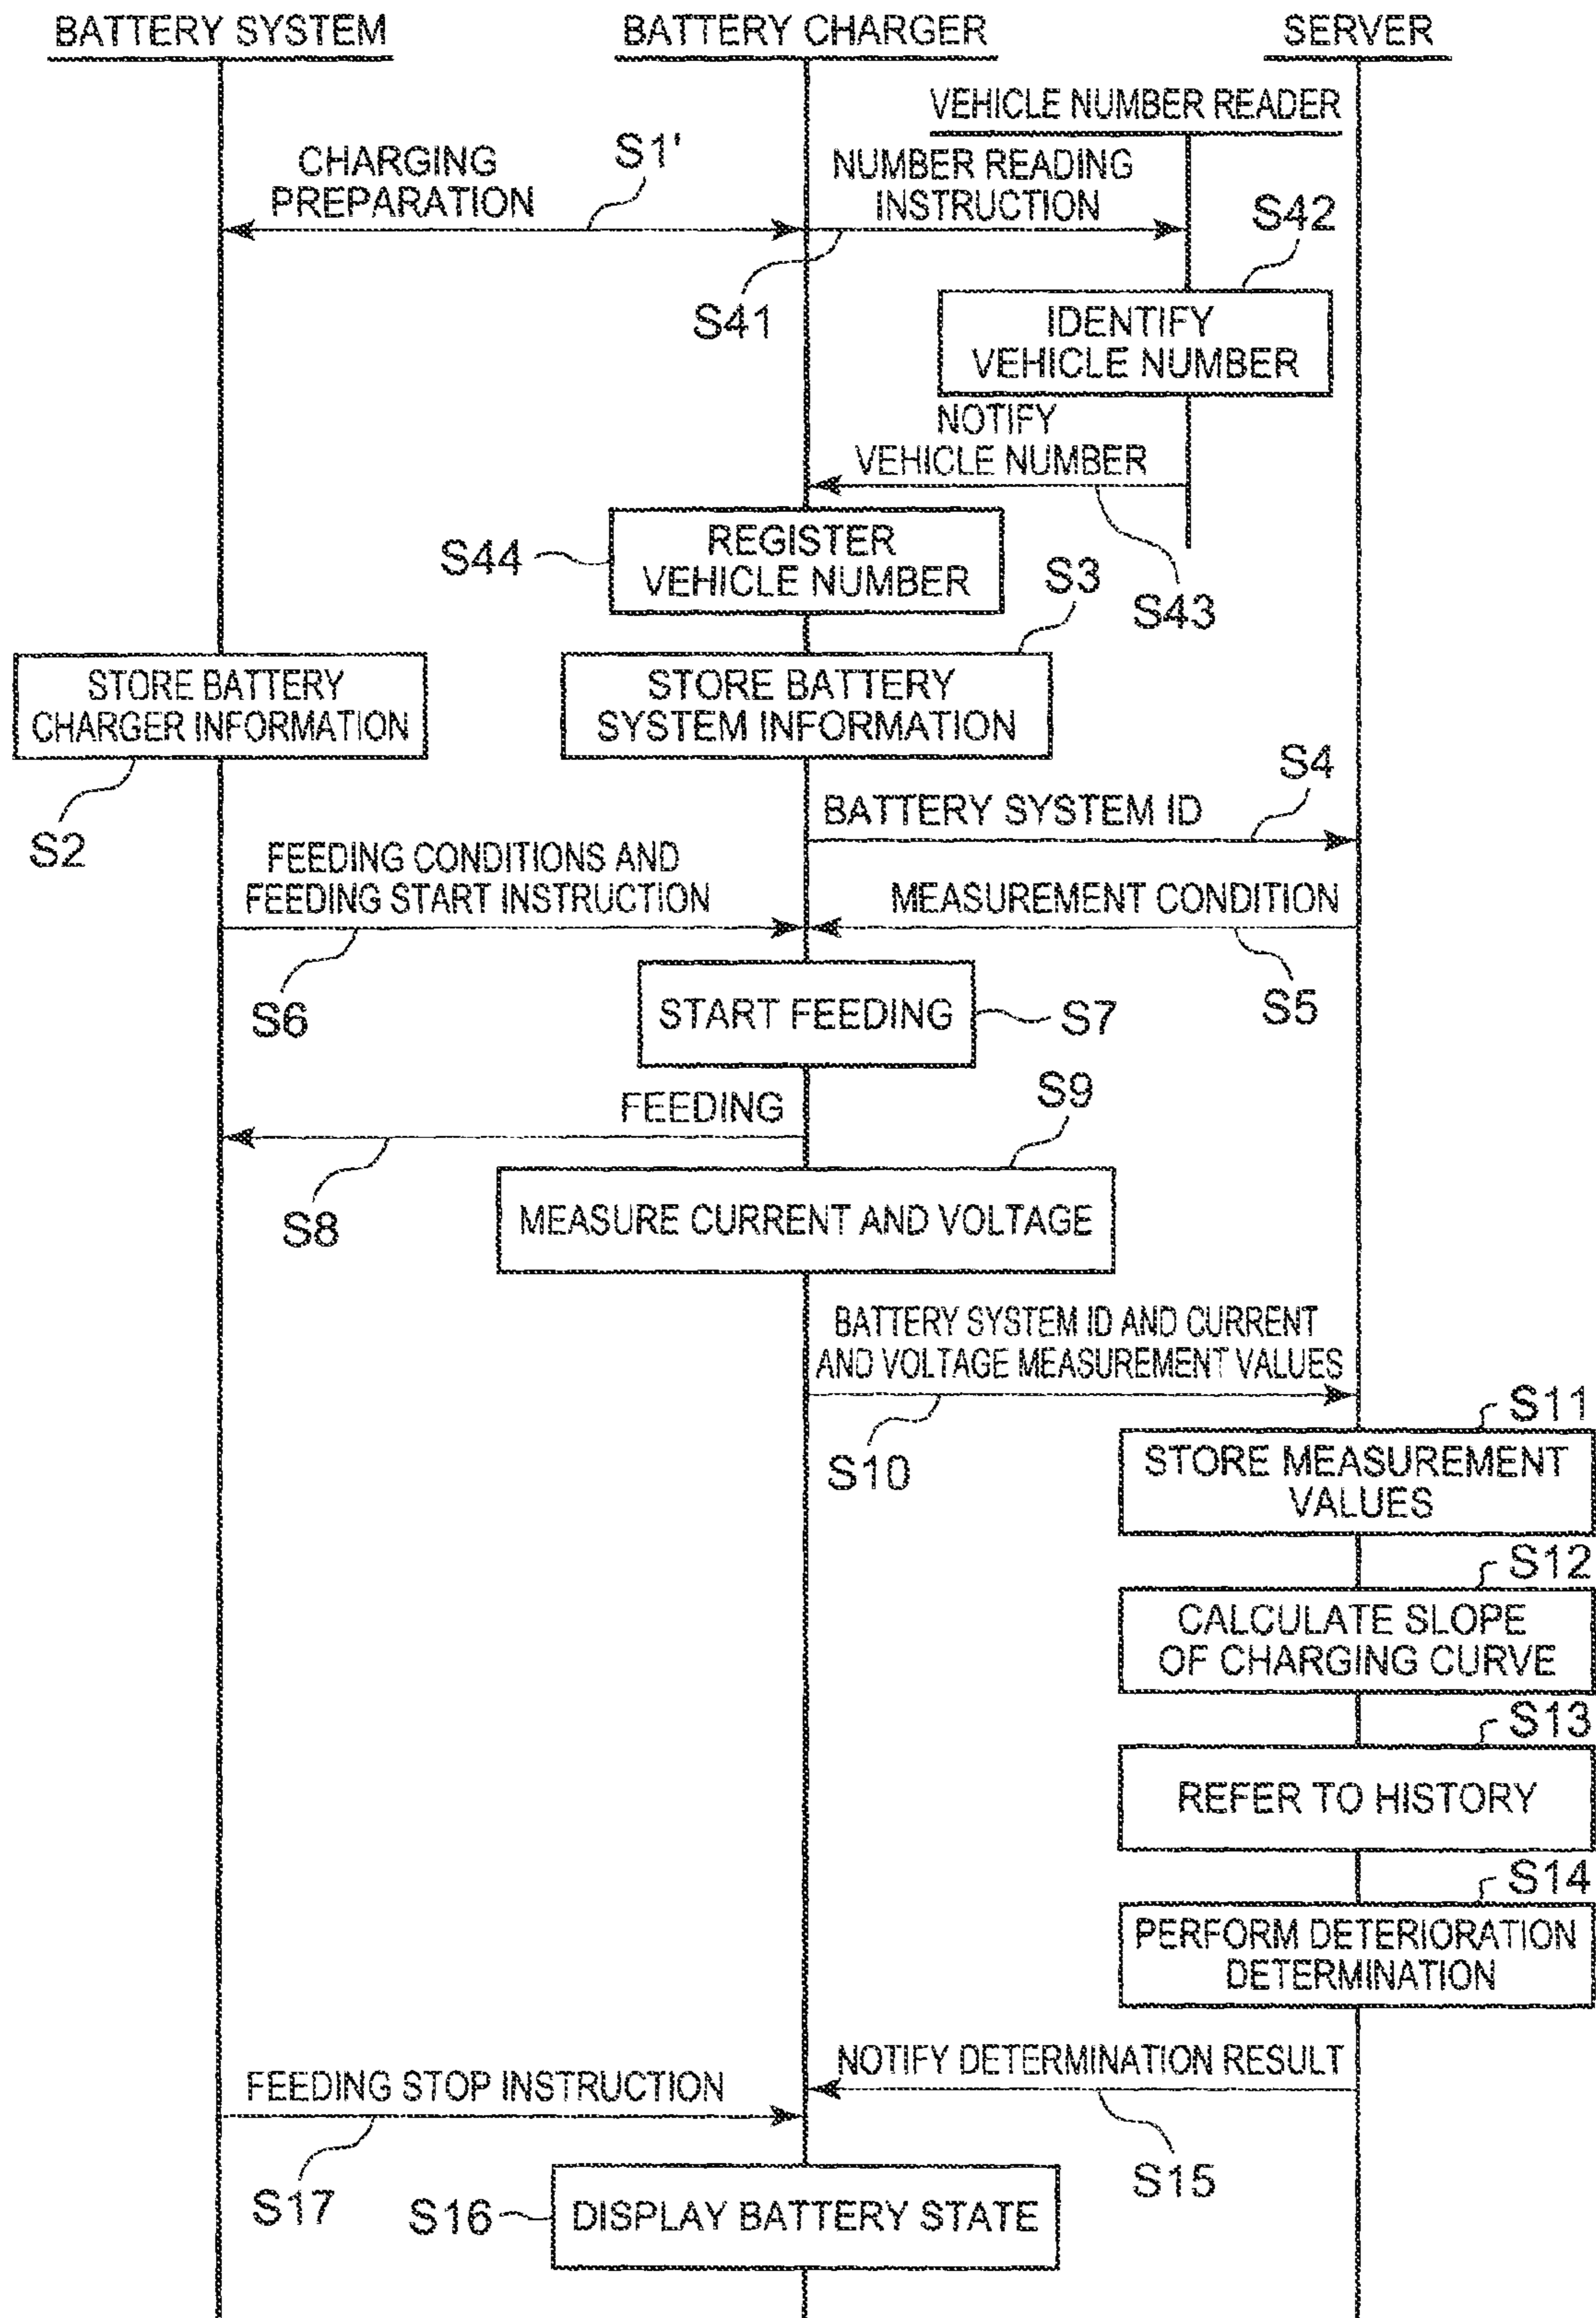 BATTERY SYSTEM
BATTERY CHARGER
SERVER
VEHICLE NUMBER READER
CHARGING
PREPARATION
S1'
NUMBER READING
INSTRUCTION
S42
S41
IDENTIFY
VEHICLE NUMBER
NOTIFY
VEHICLE NUMBER
S44
REGISTER
VEHICLE NUMBER
S3
S43
STORE BATTERY
CHARGER INFORMATION
STORE BATTERY
SYSTEM INFORMATION
S4
S2
BATTERY SYSTEM ID
FEEDING CONDITIONS AND
FEEDING START INSTRUCTION
MEASUREMENT CONDITION
S6
START FEEDING
S7
S5
FEEDING
S9
S8
MEASURE CURRENT AND VOLTAGE
BATTERY SYSTEM ID AND CURRENT
AND VOLTAGE MEASUREMENT VALUES
S11
S10
STORE MEASUREMENT
VALUES
S12
CALCULATE SLOPE
OF CHARGING CURVE
S13
REFER TO HISTORY
S14
PERFORM DETERIORATION
DETERMINATION
NOTIFY DETERMINATION RESULT
FEEDING STOP INSTRUCTION
S15
S17
S16
DISPLAY BATTERY STATE